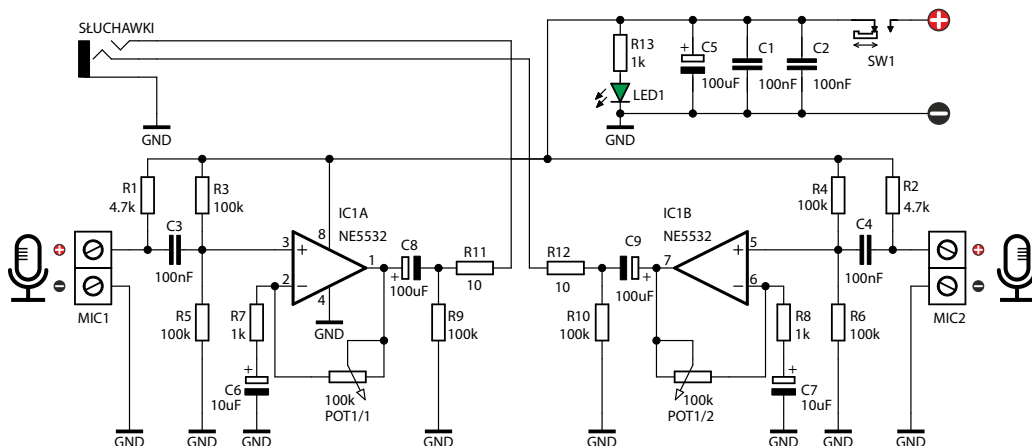 SŁUCHAWKI
GND
R13
1k
LED1
GND
+
C5
100uF
C1
100nF
C2
100nF
SW1
+
−
R1
4.7k
R3
100k
C3
100nF
+
−
MIC1
R5
100k
R7
1k
+
C6
10uF
IC1A
NE5532
8
3
+
2
−
1
4
GND
C8
+
100uF
R11
10
R9
100k
100k
POT1/1
R12
10
C9
+
100uF
R10
100k
IC1B
NE5532
7
5
+
6
−
100k
POT1/2
R8
1k
+
C7
10uF
R4
100k
R2
4.7k
C4
100nF
R6
100k
+
−
MIC2
GND
GND
GND
GND
GND
GND
GND
GND